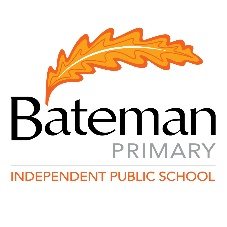 Bateman
PRIMARY
INDEPENDENT PUBLIC SCHOOL